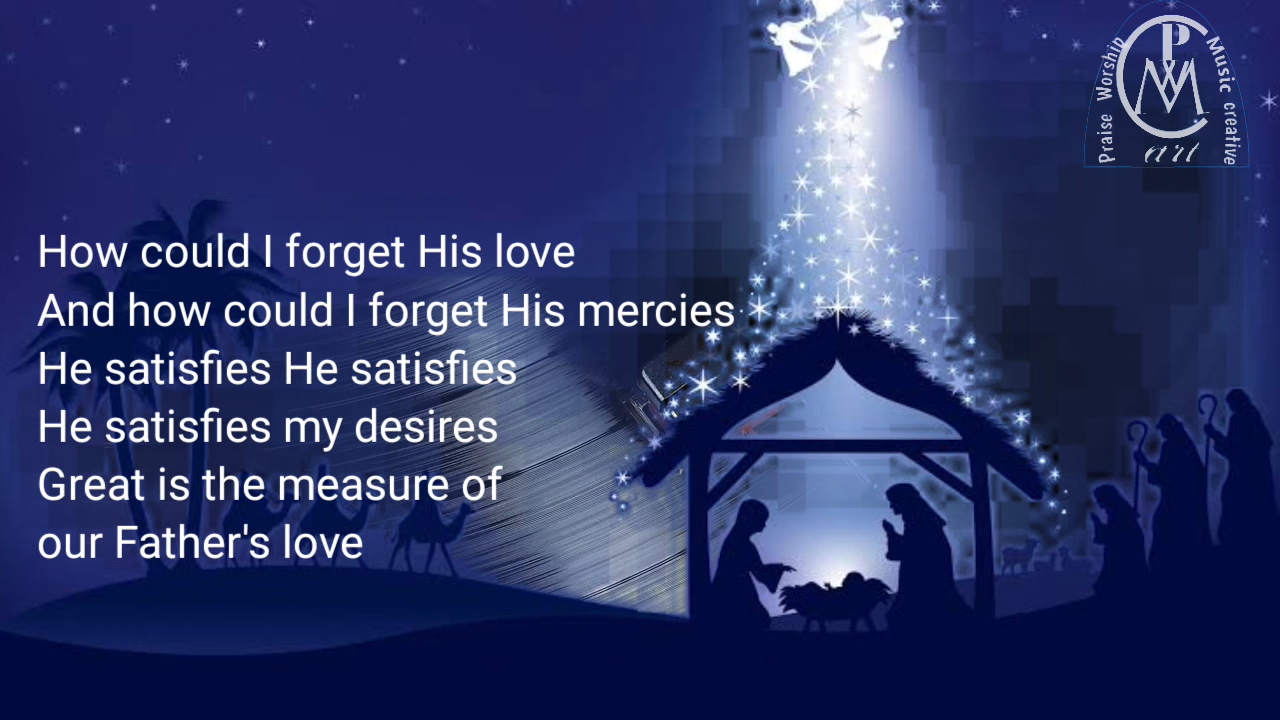 How could I forget His love
And how could I forget His mercies
He satisfies He satisfies
He satisfies my desires
Great is the measure of
our Father's love
Praise Worship
Music creative
PWMC
art